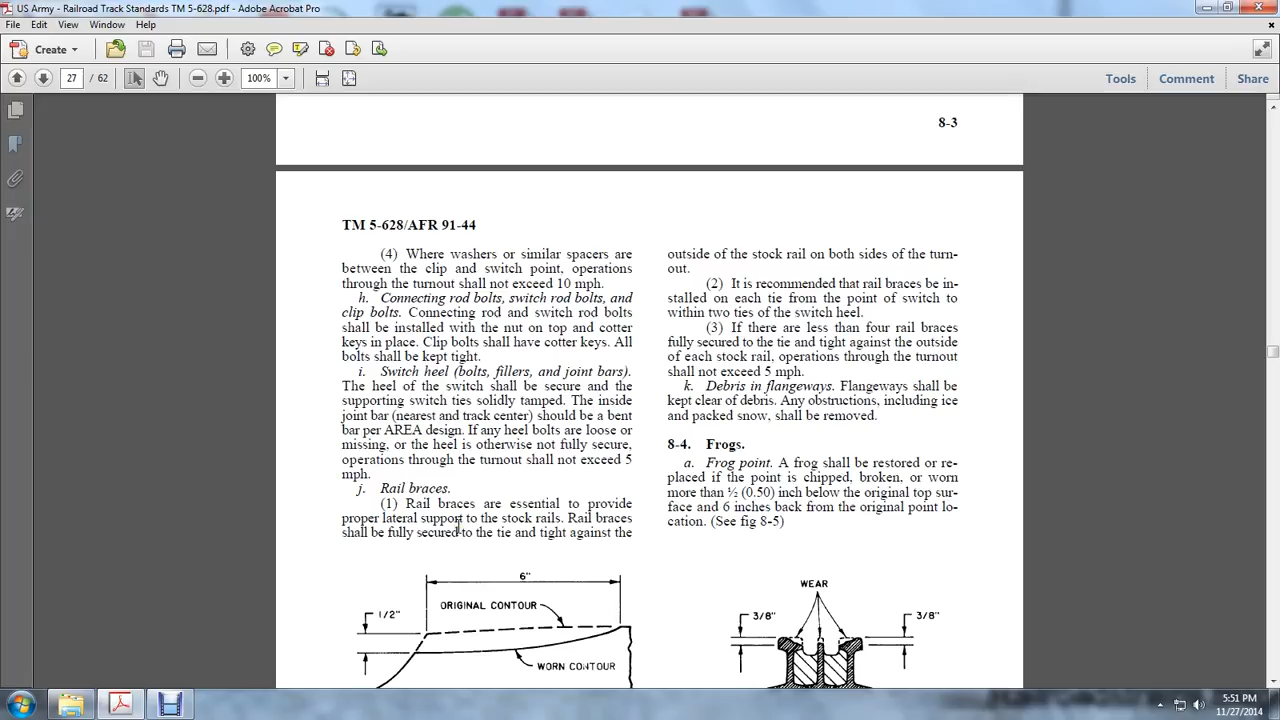 US Army - Railroad Track Standards TM 5-628.pdf - Adobe Acrobat Pro
File Edit View Window Help
Create
27 / 62
100%
Tools Comment Share
8-3
TM 5-628/AFR 91-44
(4) Where washers or similar spacers are
between the clip and switch point, operations
through the turnout shall not exceed 10 mph.
h. Connecting rod bolts, switch rod bolts, and
clip bolts. Connecting rod and switch rod bolts
shall be installed with the nut on top and cotter
keys in place. Clip bolts shall have cotter keys. All
bolts shall be kept tight.
i. Switch heel (bolts, fillers, and joint bars).
The heel of the switch shall be secure and the
supporting switch ties solidly tamped. The inside
joint bar (nearest and track center) should be a bent
bar per AREA design. If any heel bolts are loose or
missing, or the heel is otherwise not fully secure,
operations through the turnout shall not exceed 5
mph.
j. Rail braces.
(1) Rail braces are essential to provide
proper lateral support to the stock rails. Rail braces
shall be fully secured to the tie and tight against the
outside of the stock rail on both sides of the turn-
out.
(2) It is recommended that rail braces be in-
stalled on each tie from the point of switch to
within two ties of the switch heel.
(3) If there are less than four rail braces
fully secured to the tie and tight against the outside
of each stock rail, operations through the turnout
shall not exceed 5 mph.
k. Debris in flangeways. Flangeways shall be
kept clear of debris. Any obstructions, including ice
and packed snow, shall be removed.
8-4. Frogs.
a. Frog point. A frog shall be restored or re-
placed if the point is chipped, broken, or worn
more than ½ (0.50) inch below the original top sur-
face and 6 inches back from the original point lo-
cation. (See fig 8-5)
6"
1/2"
ORIGINAL CONTOUR
WORN CONTOUR
WEAR
3/8"
3/8"
5:51 PM
11/27/2014